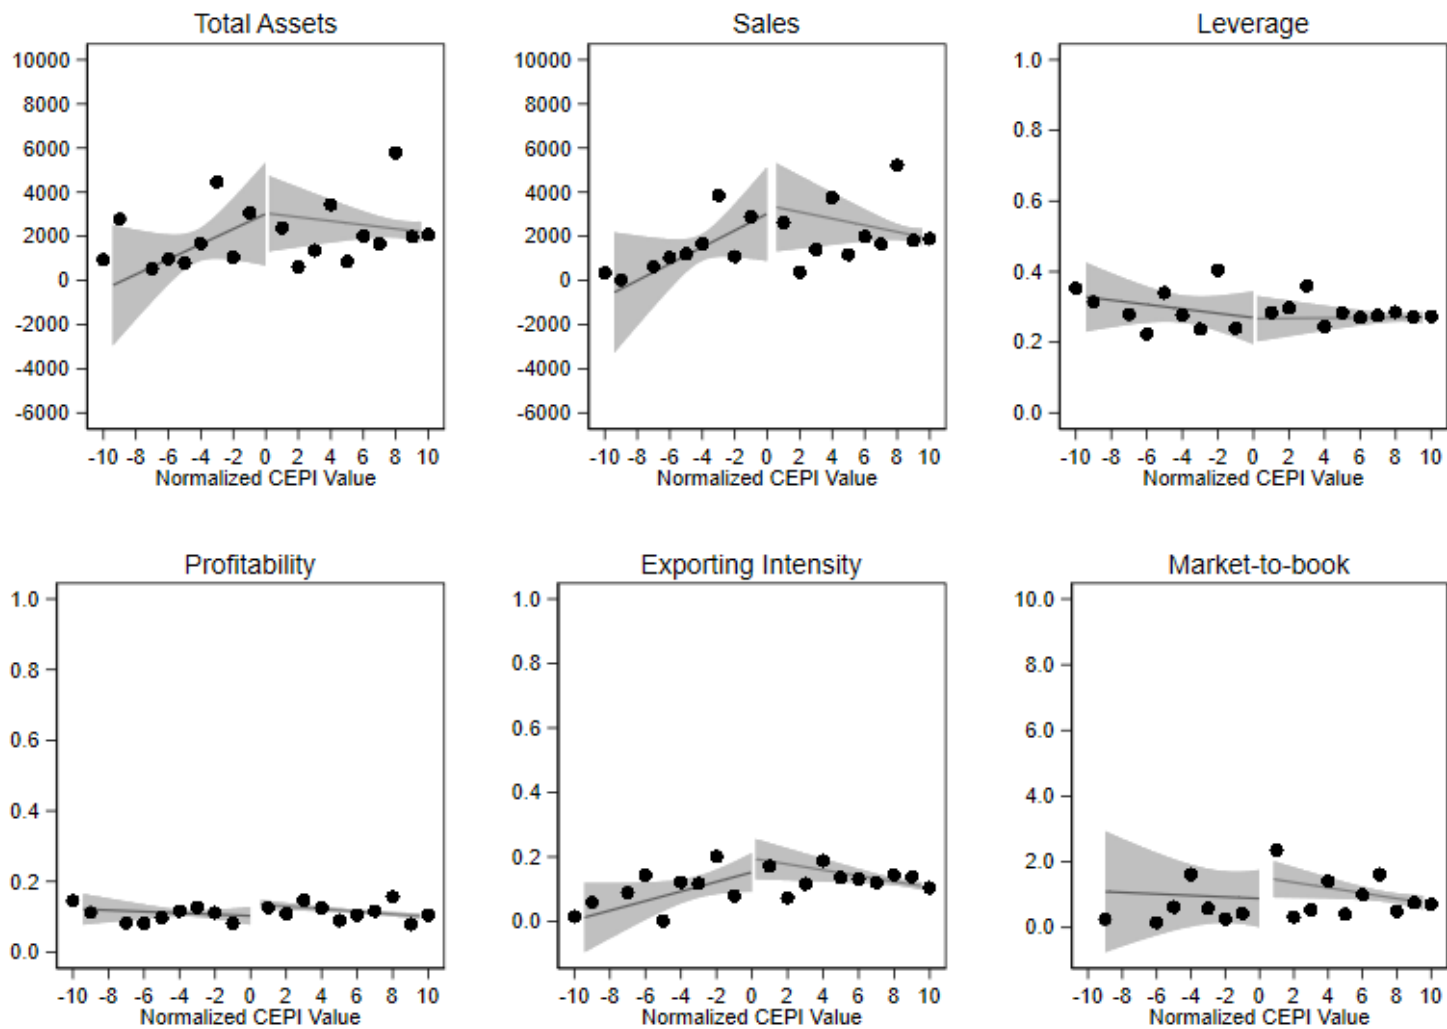 Total Assets
10000
8000
6000
4000
2000
0
-2000
-4000
-6000
-10 -8 -6 -4 -2 0 2 4 6 8 10
Normalized CEPI Value
Sales
10000
8000
6000
4000
2000
0
-2000
-4000
-6000
-10 -8 -6 -4 -2 0 2 4 6 8 10
Normalized CEPI Value
Leverage
1.0
0.8
0.6
0.4
0.2
0.0
-10 -8 -6 -4 -2 0 2 4 6 8 10
Normalized CEPI Value
Profitability
1.0
0.8
0.6
0.4
0.2
0.0
-10 -8 -6 -4 -2 0 2 4 6 8 10
Normalized CEPI Value
Exporting Intensity
1.0
0.8
0.6
0.4
0.2
0.0
-10 -8 -6 -4 -2 0 2 4 6 8 10
Normalized CEPI Value
Market-to-book
10.0
8.0
6.0
4.0
2.0
0.0
-10 -8 -6 -4 -2 0 2 4 6 8 10
Normalized CEPI Value